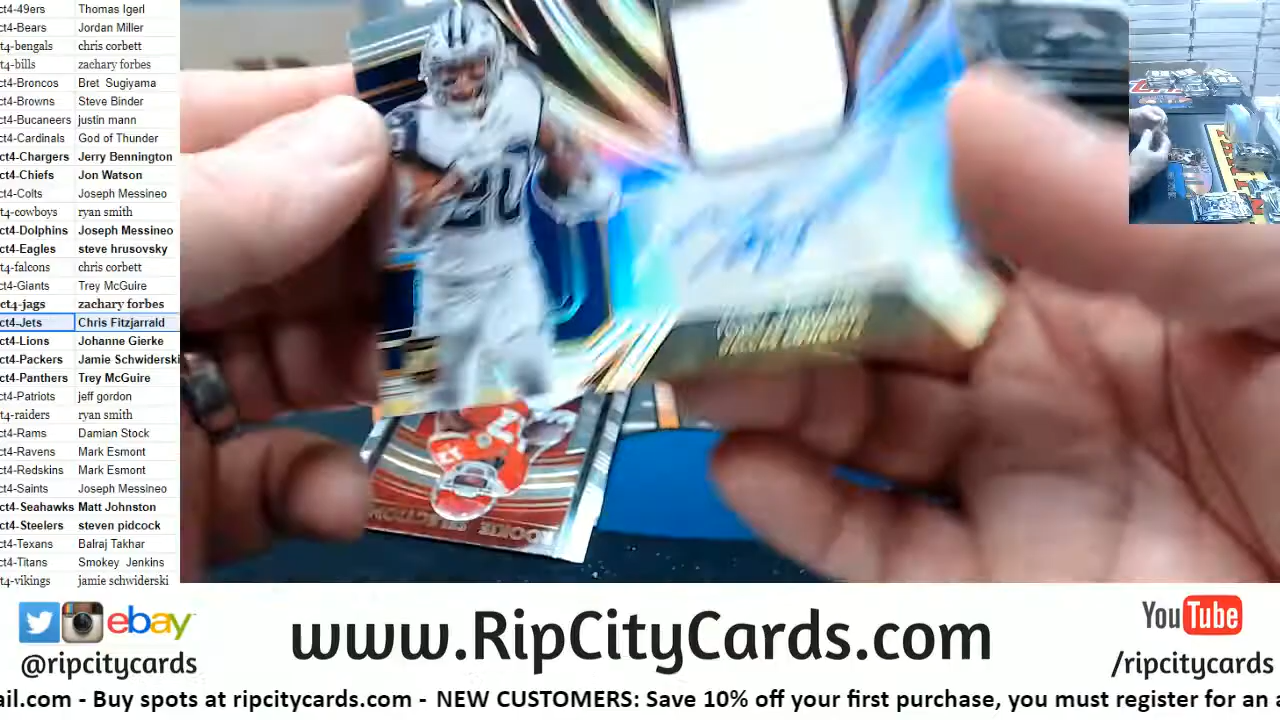 ct4-49ers Thomas Igerl
ct4-Bears Jordan Miller
t4-bengals chris corbett
t4-bills zachary forbes
ct4-Broncos Bret Sugiyama
ct4-Browns Steve Binder
ct4-Bucaneers justin mann
ct4-Cardinals God of Thunder
ct4-Chargers Jerry Bennington
ct4-Chiefs Jon Watson
ct4-Colts Joseph Messineo
t4-cowboys ryan smith
ct4-Dolphins Joseph Messineo
ct4-Eagles steve hrusovsky
t4-falcons chris corbett
ct4-Giants Trey McGuire
ct4-jags zachary forbes
ct4-Jets Chris Fitzjarrald
ct4-Lions Johanne Gierke
ct4-Packers Jamie Schwiderski
ct4-Panthers Trey McGuire
ct4-Patriots jeff gordon
t4-raiders ryan smith
ct4-Rams Damian Stock
ct4-Ravens Mark Esmont
ct4-Redskins Mark Esmont
ct4-Saints Joseph Messineo
ct4-Seahawks Matt Johnston
ct4-Steelers steven pidcock
ct4-Texans Balraj Takhar
ct4-Titans Smokey Jenkins
t4-vikings jamie schwiderski
20
12
ROOKIE SELECTION
ebay
@ripcitycards
www.RipCityCards.com
YouTube
/ripcitycards
ail.com - Buy spots at ripcitycards.com - NEW CUSTOMERS: Save 10% off your first purchase, you must register for an a